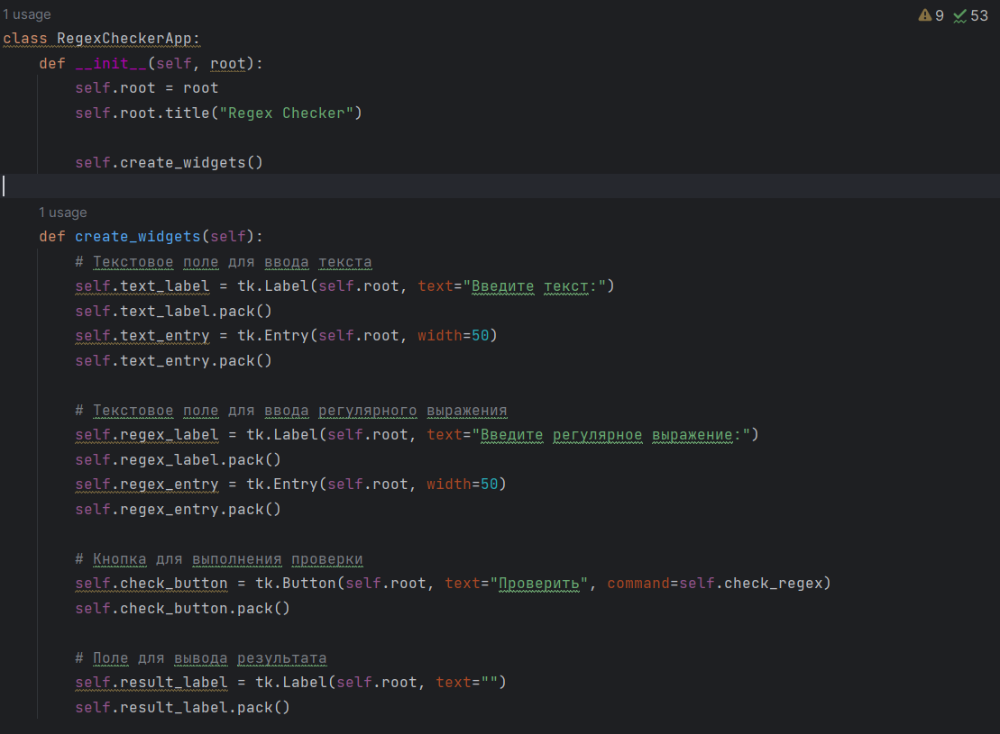 1 usage
9 53
class RegexCheckerApp:
    def __init__(self, root):
        self.root = root
        self.root.title("Regex Checker")

        self.create_widgets()

    1 usage
    def create_widgets(self):
        # Текстовое поле для ввода текста
        self.text_label = tk.Label(self.root, text="Введите текст:")
        self.text_label.pack()
        self.text_entry = tk.Entry(self.root, width=50)
        self.text_entry.pack()

        # Текстовое поле для ввода регулярного выражения
        self.regex_label = tk.Label(self.root, text="Введите регулярное выражение:")
        self.regex_label.pack()
        self.regex_entry = tk.Entry(self.root, width=50)
        self.regex_entry.pack()

        # Кнопка для выполнения проверки
        self.check_button = tk.Button(self.root, text="Проверить", command=self.check_regex)
        self.check_button.pack()

        # Поле для вывода результата
        self.result_label = tk.Label(self.root, text="")
        self.result_label.pack()